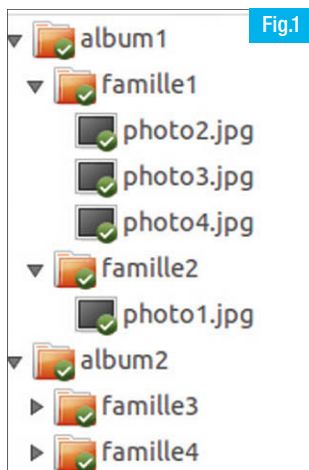 Fig.1
album1
famille1
photo2.jpg
photo3.jpg
photo4.jpg
famille2
photo1.jpg
album2
famille3
famille4